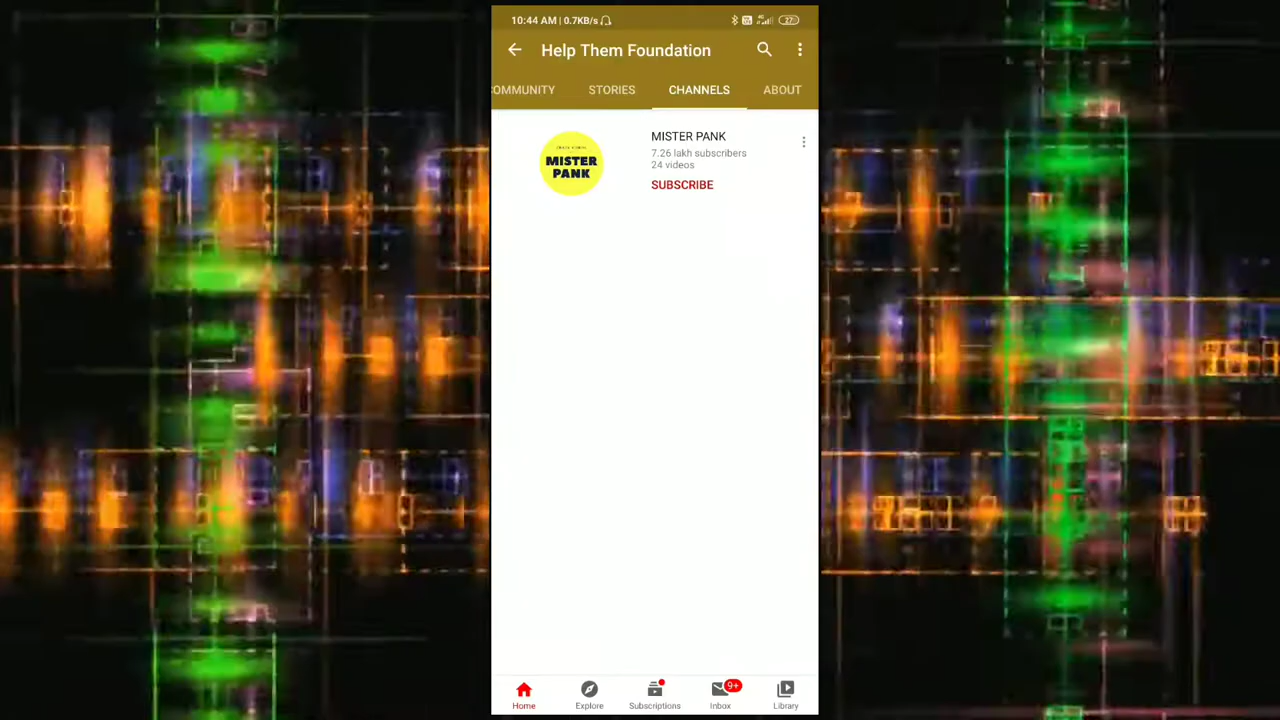 10:44 AM | 0.7KB/s
27
Help Them Foundation
OMMUNITY STORIES CHANNELS ABOUT
MISTER
PANK
MISTER PANK
7.26 lakh subscribers
24 videos
SUBSCRIBE
9+
Home Explore Subscriptions Inbox Library